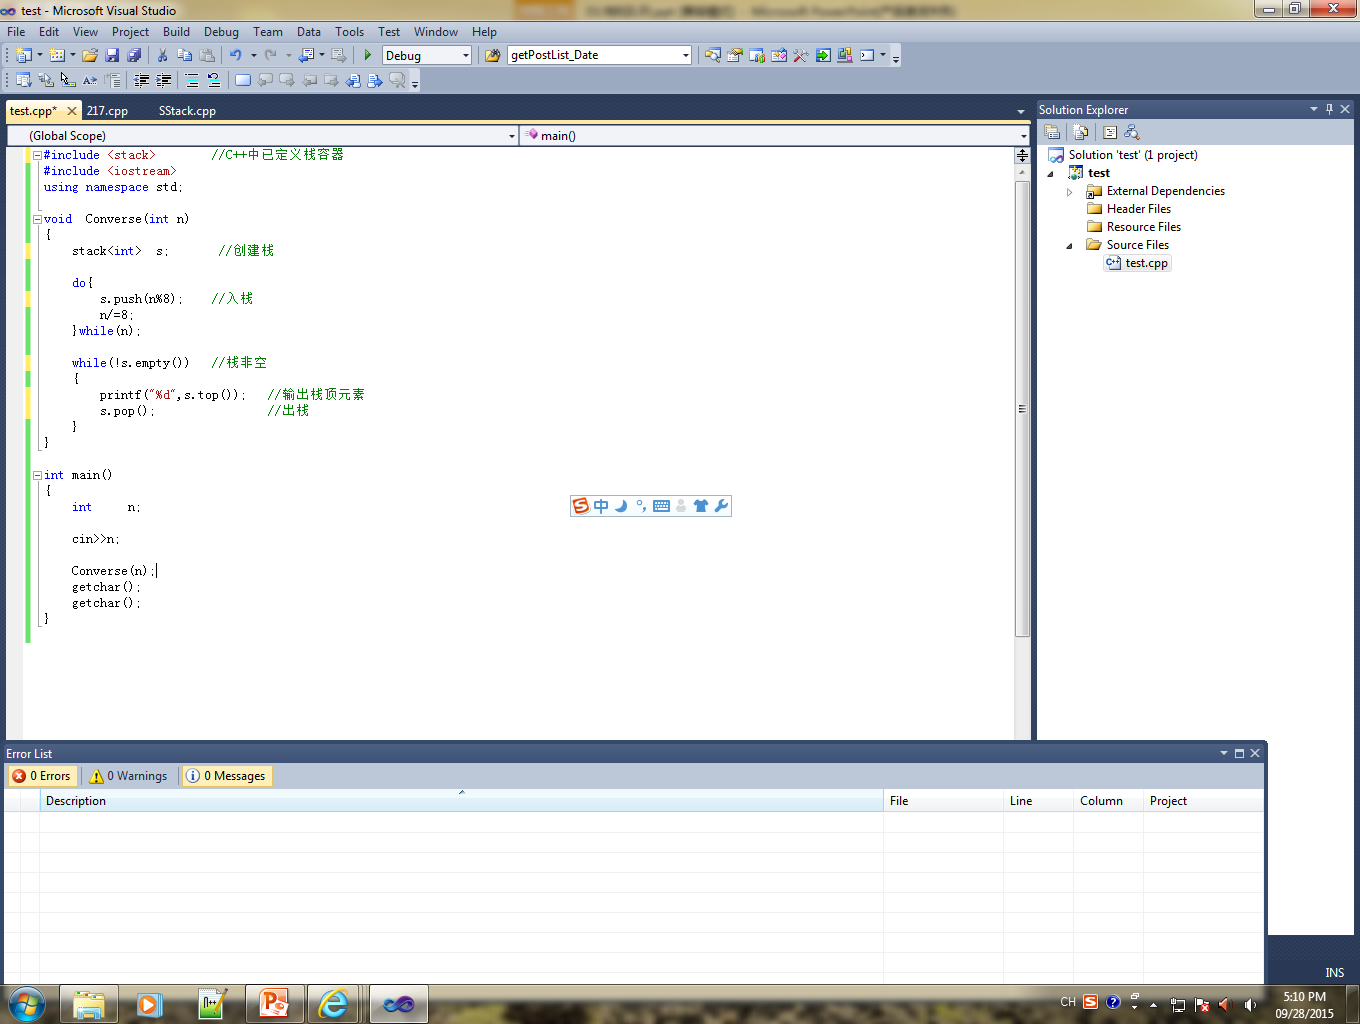 test - Microsoft Visual Studio
File Edit View Project Build Debug Team Data Tools Test Window Help
Debug getPostList_Date
test.cpp* 217.cpp SStack.cpp
(Global Scope) main()
#include <stack> //C++中已定义栈容器
#include <iostream>
using namespace std;
void Converse(int n)
{
stack<int> s; //创建栈
do{
s.push(n%8); //入栈
n/=8;
}while(n);
while(!s.empty()) //栈非空
{
printf("%d",s.top()); //输出栈顶元素
s.pop(); //出栈
}
}
int main()
{
int n;
cin>>n;
Converse(n);
getchar();
getchar();
}
中
Solution Explorer
Solution 'test' (1 project)
test
External Dependencies
Header Files
Resource Files
Source Files
test.cpp
Error List
0 Errors 0 Warnings 0 Messages
Description File Line Column Project
INS
CH
5:10 PM
09/28/2015